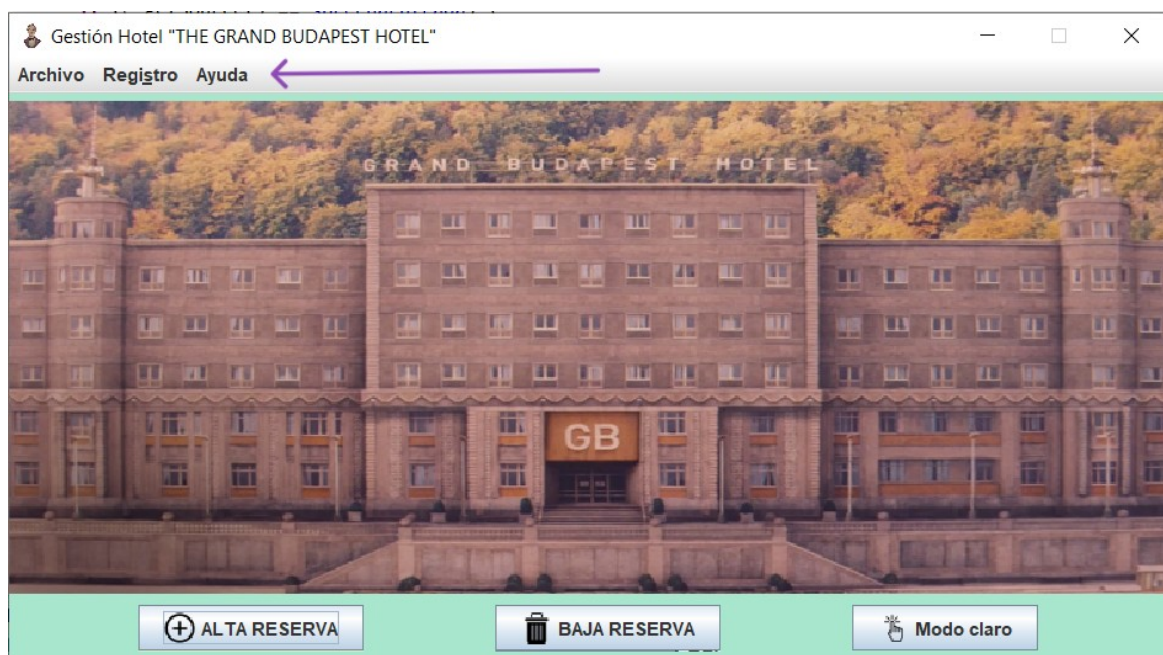 Gestión Hotel "THE GRAND BUDAPEST HOTEL"
Archivo Registro Ayuda
GRAND BUDAPEST HOTEL
GB
ALTA RESERVA BAJA RESERVA Modo claro